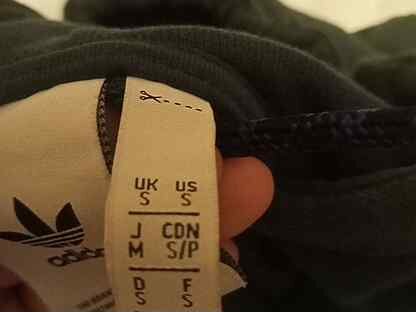 UK US
S S
J CDN
M S/P
D F
S S
adidas